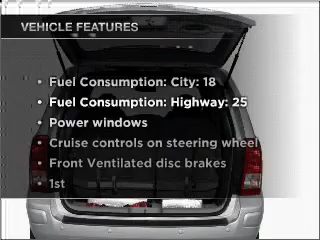 VEHICLE FEATURES
• Fuel Consumption: City: 18
• Fuel Consumption: Highway: 25
• Power windows
• Cruise controls on steering wheel
• Front Ventilated disc brakes
• 1st